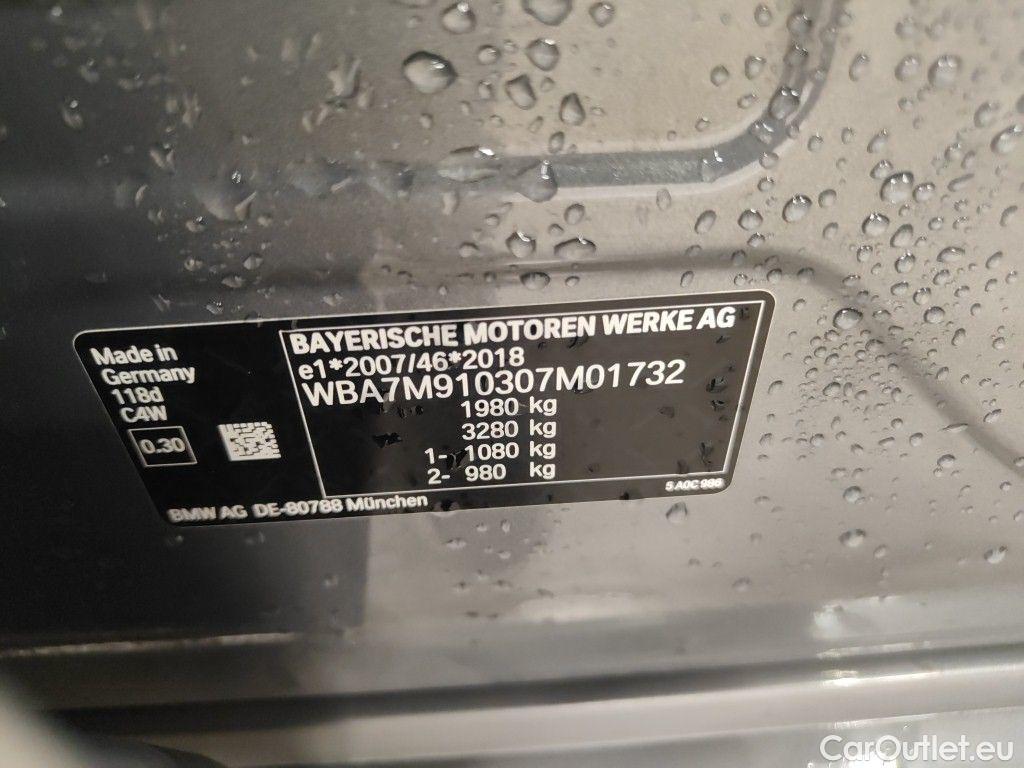 Made in
Germany
118d
C4W
0.30
BAYERISCHE MOTOREN WERKE AG
e1*2007/46*2018
WBA7M910307M01732
1980 kg
3280 kg
1- 1080 kg
2- 980 kg
5 A0C 986
BMW AG DE-80788 München
CarOutlet.eu